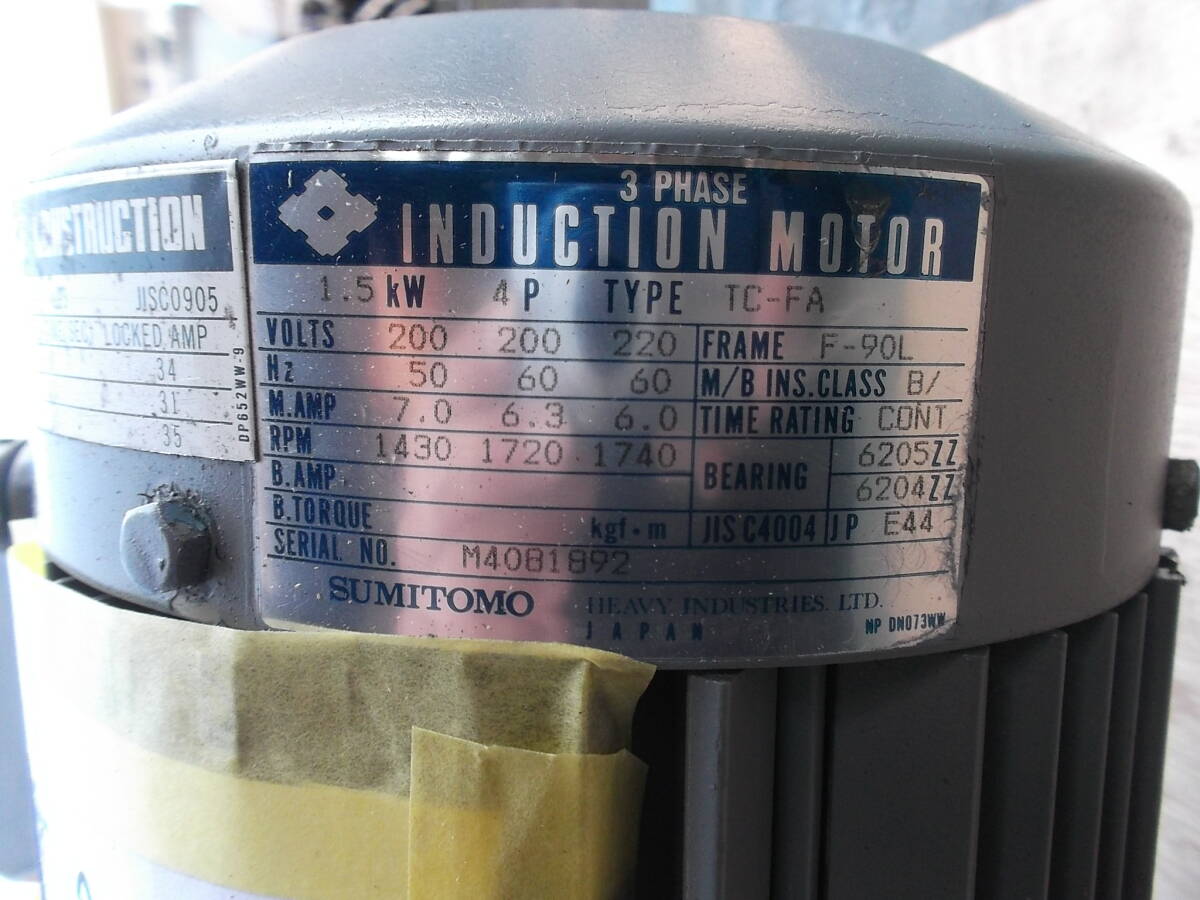 CONSTRUCTION
JISC0905
LOCKED AMP
34
31
35
DP652WW-9
3 PHASE
INDUCTION MOTOR
1.5 kW 4 P TYPE TC-FA
VOLTS 200 200 220 FRAME F-90L
Hz 50 60 60 M/B INS.CLASS B/
M.AMP 7.0 6.3 6.0 TIME RATING CONT
RPM 1430 1720 1740 BEARING 6205ZZ
B.AMP 6204ZZ
B.TORQUE kgf・m JIS C4004 JP E44
SERIAL NO. M4081892
SUMITOMO HEAVY INDUSTRIES. LTD.
JAPAN NP DN073WW